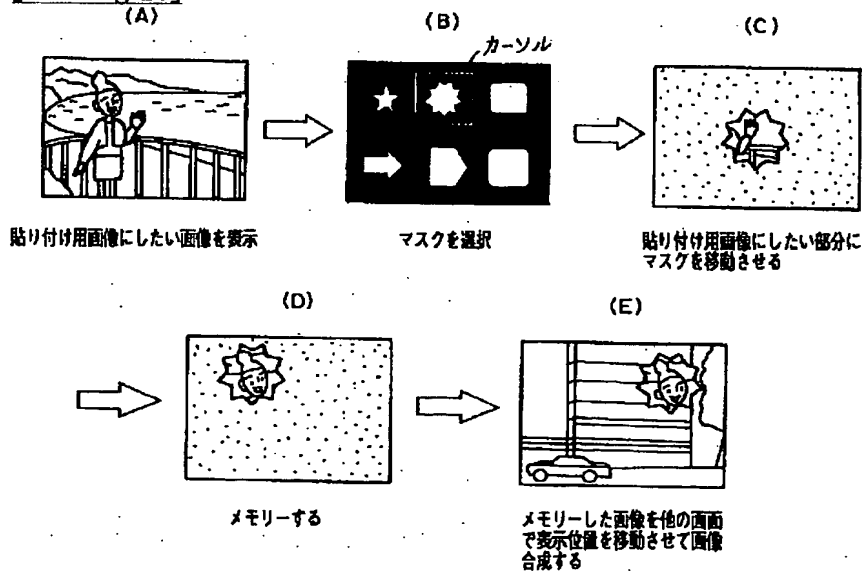 (A)
(B)
(C)
カーソル
貼り付け用画像にしたい画像を表示
マスクを選択
貼り付け用画像にしたい部分に
マスクを移動させる
(D)
(E)
メモリーする
メモリーした画像を他の画面
で表示位置を移動させて画像
合成する